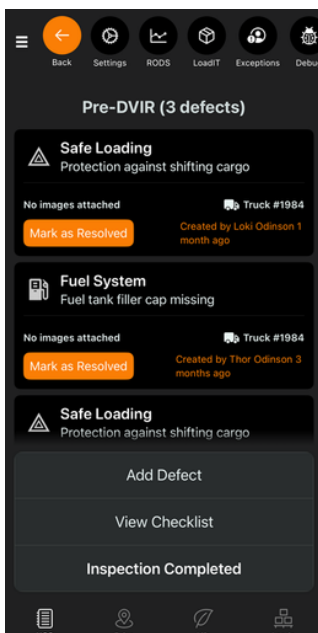 Back
Settings
RODS
LoadIT
Exceptions
Debu
Pre-DVIR (3 defects)
Safe Loading
Protection against shifting cargo
No images attached
Truck #1984
Mark as Resolved
Created by Loki Odinson 1
month ago
Fuel System
Fuel tank filler cap missing
No images attached
Truck #1984
Mark as Resolved
Created by Thor Odinson 3
months ago
Safe Loading
Protection against shifting cargo
Add Defect
View Checklist
Inspection Completed